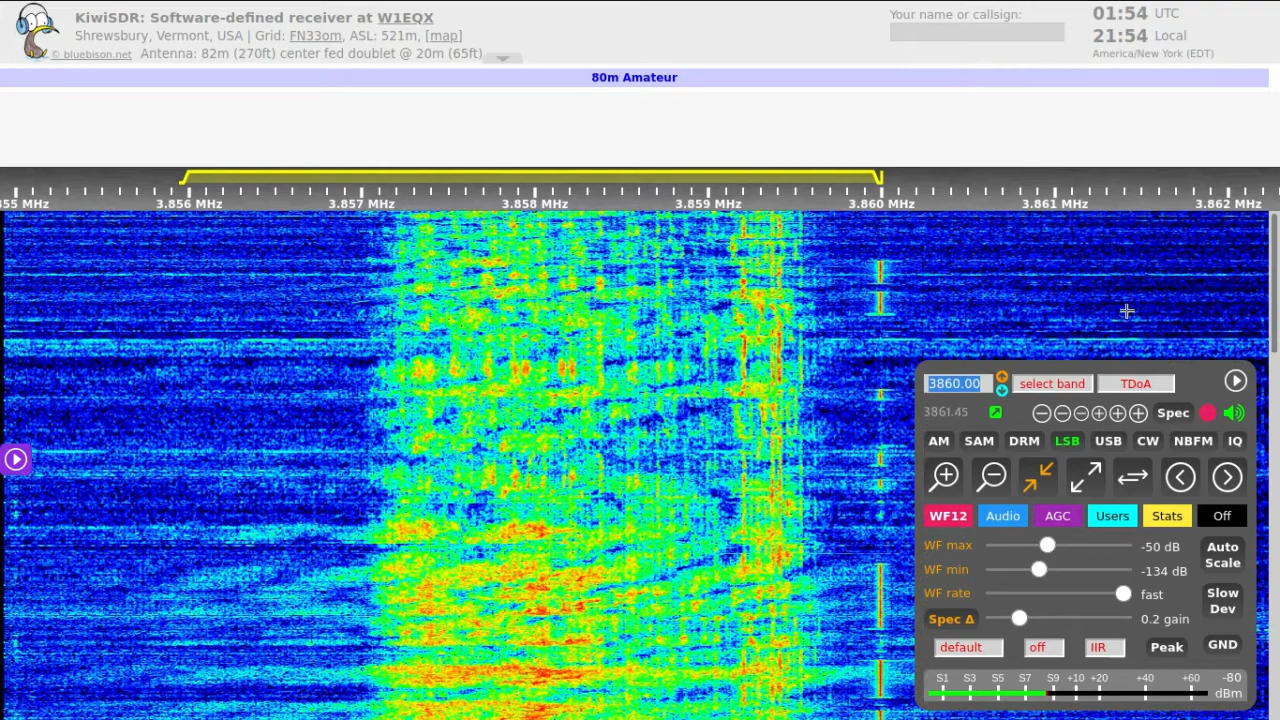 KiwiSDR: Software-defined receiver at W1EQX
Shrewsbury, Vermont, USA | Grid: FN33om, ASL: 521m, [map]
© bluebison.net Antenna: 82m (270ft) center fed doublet @ 20m (65ft)
Your name or callsign:
01:54 UTC
21:54 Local
America/New York (EDT)
80m Amateur
355 MHz 3.856 MHz 3.857 MHz 3.858 MHz 3.859 MHz 3.860 MHz 3.861 MHz 3.862 MHz
3860.00 select band TDoA
3861.45 Spec
AM SAM DRM LSB USB CW NBFM IQ
WF12 Audio AGC Users Stats Off
WF max -50 dB Auto Scale
WF min -134 dB
WF rate fast Slow Dev
Spec Δ 0.2 gain
default off IIR Peak GND
S1 S3 S5 S7 S9 +10 +20 +40 +60 -80
dBm